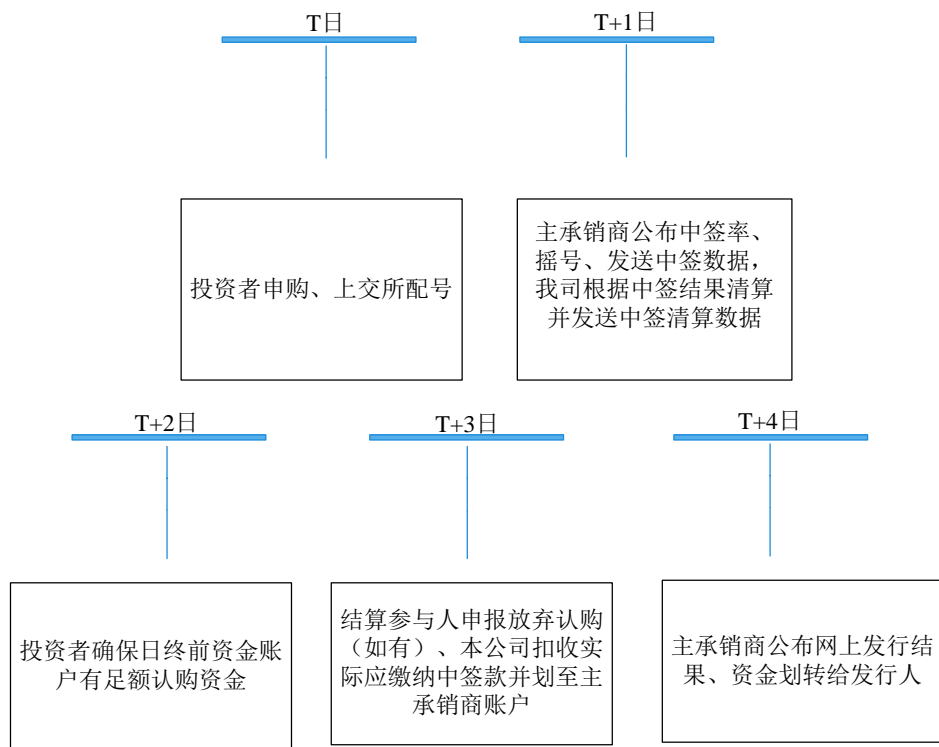 T日
T+1日
投资者申购、上交所配号
主承销商公布中签率、
摇号、发送中签数据，
我司根据中签结果清算
并发送中签清算数据
T+2日
T+3日
T+4日
投资者确保日终前资金账
户有足额认购资金
结算参与人申报放弃认购
（如有）、本公司扣收实
际应缴纳中签款并划至主
承销商账户
主承销商公布网上发行结
果、资金划转给发行人